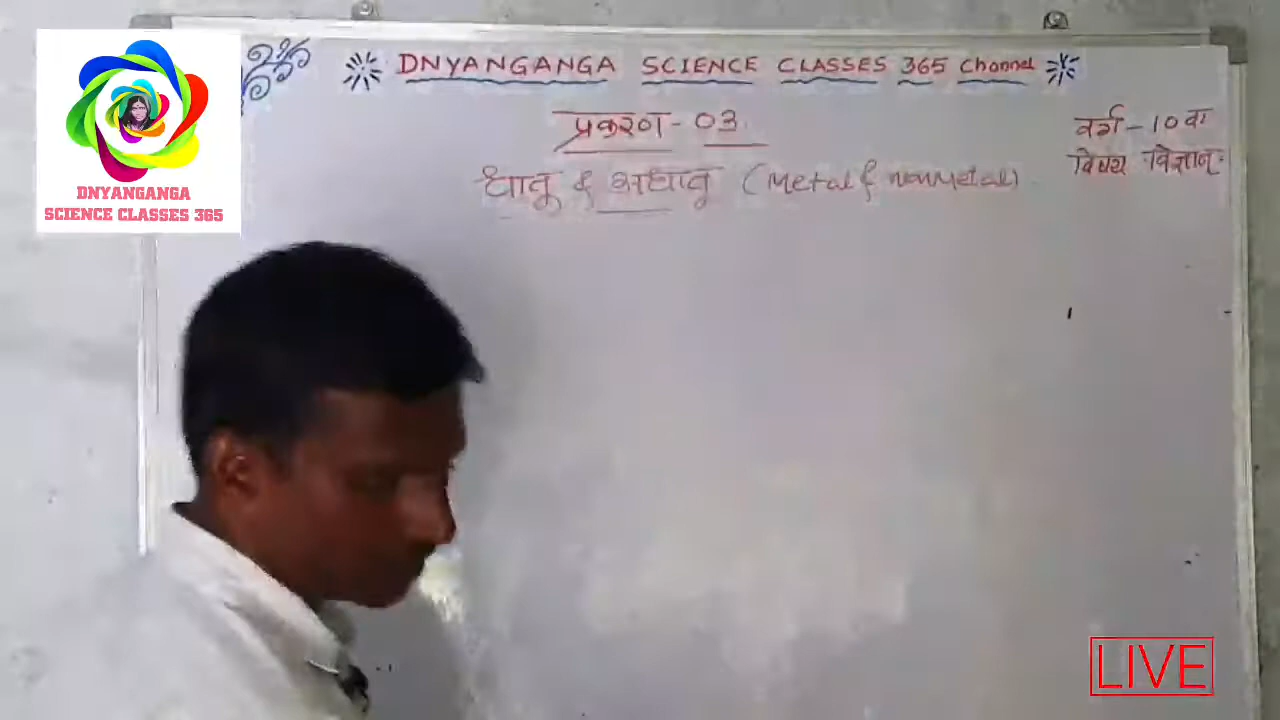 DNYANGANGA SCIENCE CLASSES 365 Channel
प्रकरण - 03.
वर्ग - 10 वा
विषय विज्ञान.
धातू & अधातू (Metal & nonMetal)
DNYANGANGA
SCIENCE CLASSES 365
LIVE